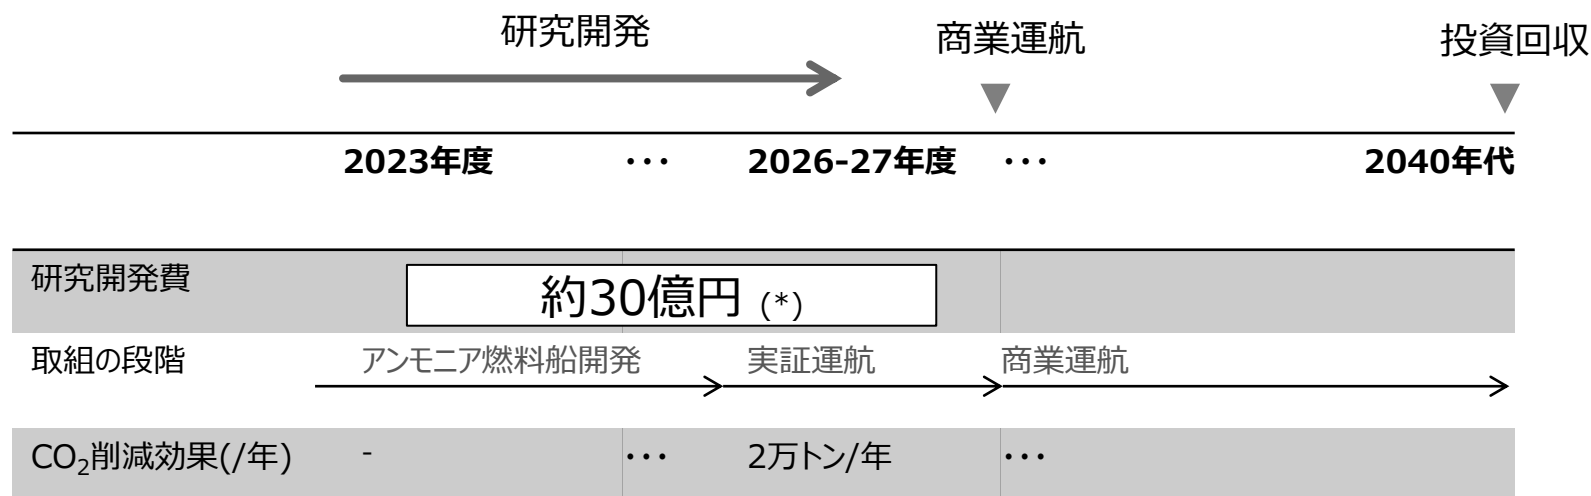 研究開発 商業運航 投資回収
2023年度 ・・・ 2026-27年度 ・・・ 2040年代
研究開発費 約30億円 (*)
取組の段階 アンモニア燃料船開発 実証運航 商業運航
CO₂削減効果(/年) - ・・・ 2万トン/年 ・・・